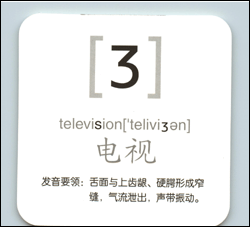 [ʒ]
television['teliviʒən]
电视
发音要领：舌面与上齿龈、硬腭形成窄
缝，气流泄出，声带振动。